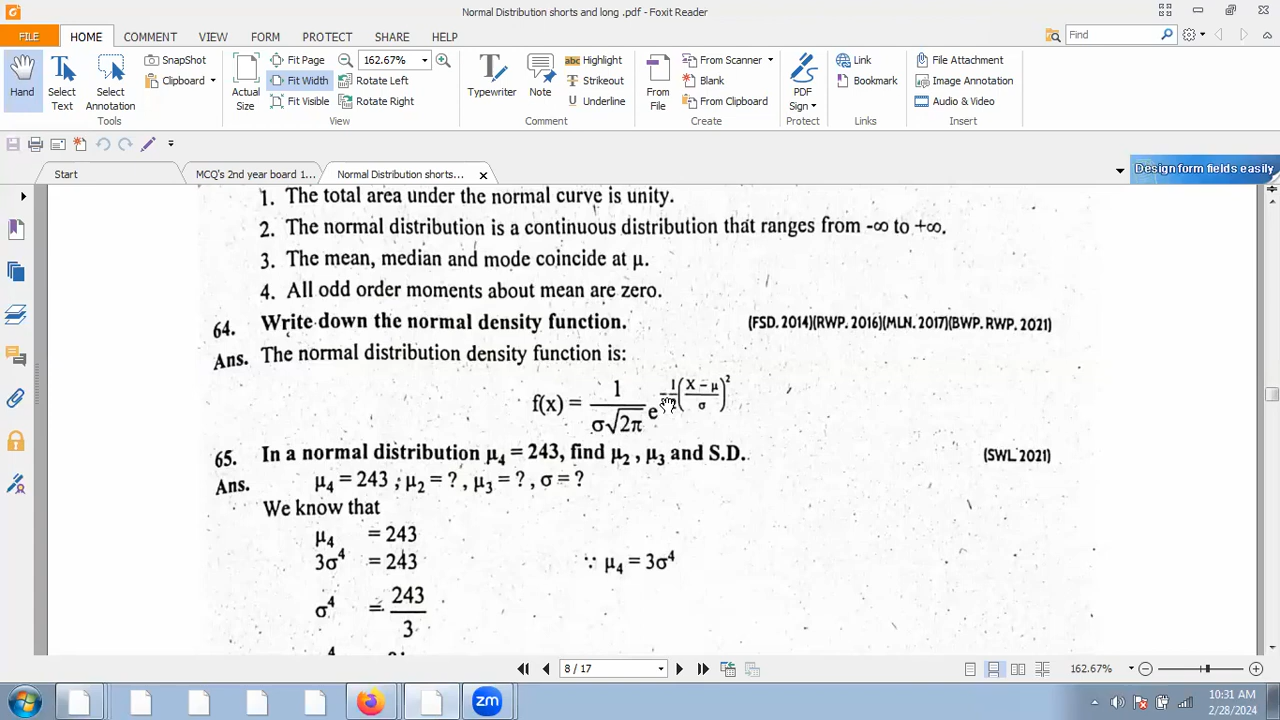 Normal Distribution shorts and long .pdf - Foxit Reader
FILE HOME COMMENT VIEW FORM PROTECT SHARE HELP
Find
Hand
Select Text
Select Annotation
SnapShot
Clipboard
Tools
Actual Size
Fit Page
Fit Width
Fit Visible
162.67%
Rotate Left
Rotate Right
View
Typewriter
Note
Highlight
Strikeout
Underline
Comment
From File
From Scanner
Blank
From Clipboard
Create
PDF Sign
Protect
Link
Bookmark
Links
File Attachment
Image Annotation
Audio & Video
Insert
Start
MCQ's 2nd year board 1...
Normal Distribution shorts...
Design form fields easily
1. The total area under the normal curve is unity.
2. The normal distribution is a continuous distribution that ranges from -∞ to +∞.
3. The mean, median and mode coincide at μ.
4. All odd order moments about mean are zero.
64. Write down the normal density function. (FSD. 2014)(RWP. 2016)(MLN. 2017)(BWP. RWP. 2021)
Ans. The normal distribution density function is:
f(x) = 1/(σ√2π) e^(-1/2((X - μ)/σ)^2)
65. In a normal distribution μ₄ = 243, find μ₂ , μ₃ and S.D. (SWL 2021)
Ans. μ₄ = 243 ; μ₂ = ? , μ₃ = ? , σ = ?
We know that
μ₄ = 243
3σ⁴ = 243 ∵ μ₄ = 3σ⁴
σ⁴ = 243/3
8 / 17
162.67%
zm
10:31 AM
2/28/2024